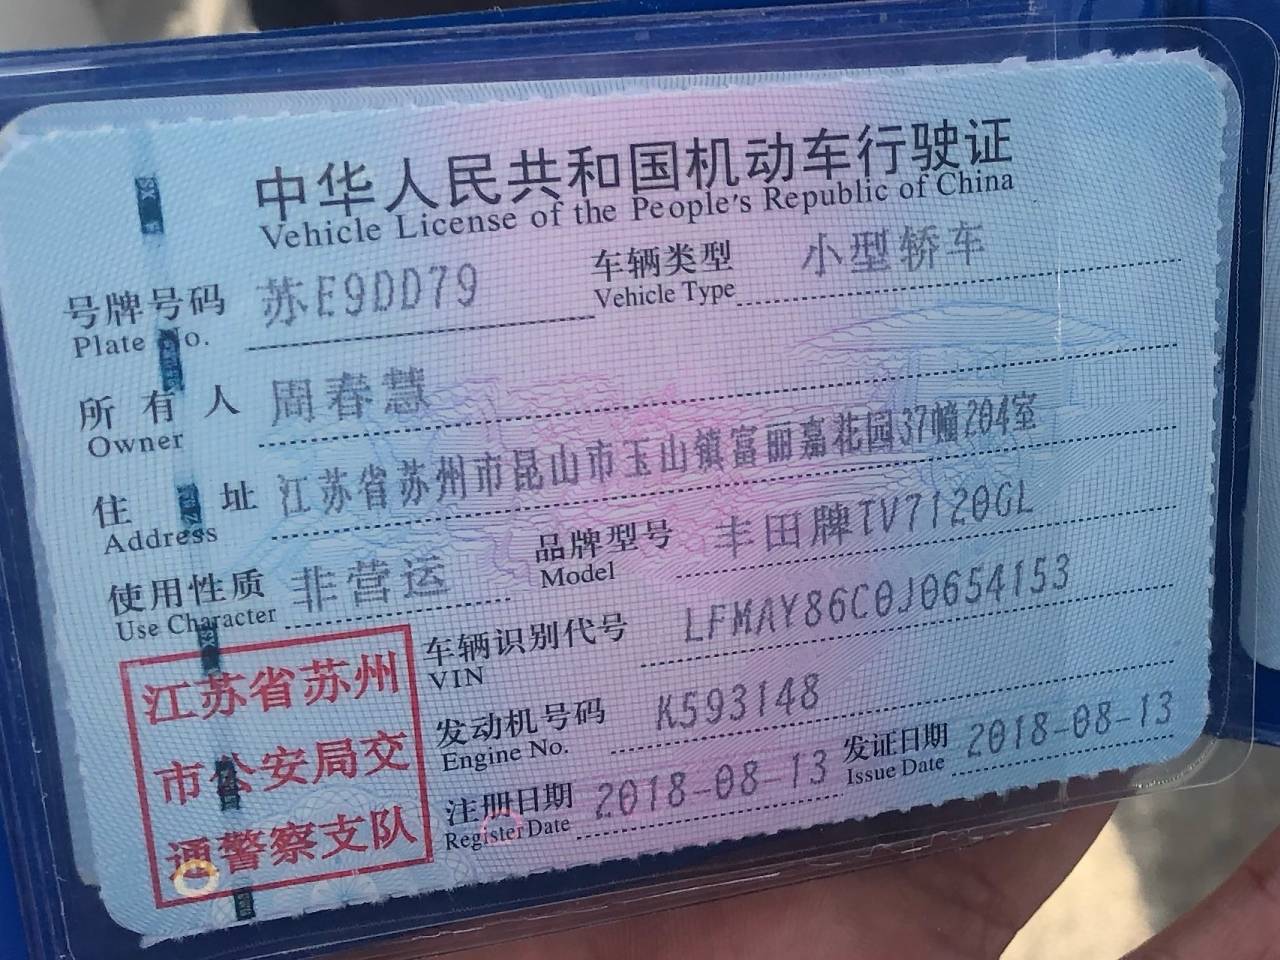 中华人民共和国机动车行驶证
Vehicle License of the People's Republic of China
号牌号码 苏E9DD79 车辆类型 小型轿车
Plate No. Vehicle Type
所有人 周春慧
Owner
住址 江苏省苏州市昆山市玉山镇富丽嘉花园37幢204室
Address
使用性质 非营运 品牌型号 丰田牌TV7120GL
Use Character Model
车辆识别代号 LFMAY86C0J0654153
VIN
发动机号码 K593148
Engine No.
注册日期 2018-08-13 发证日期 2018-08-13
Register Date Issue Date
江苏省苏州
市公安局交
通警察支队